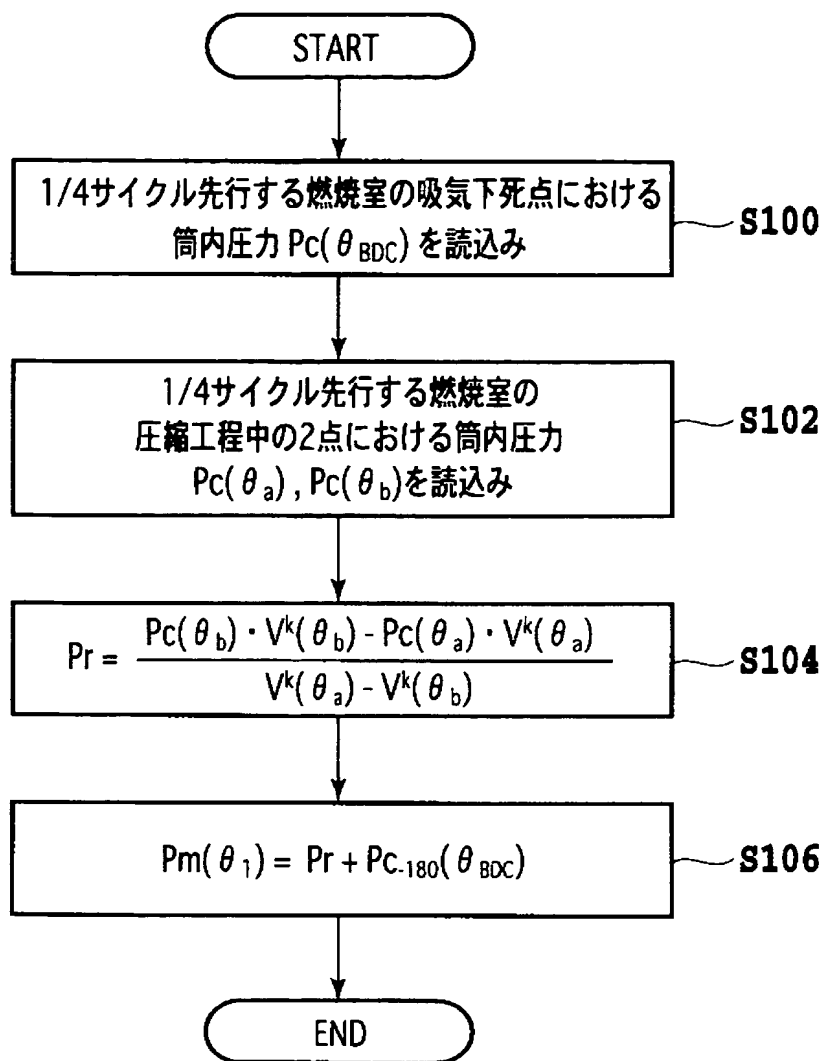 START
1/4サイクル先行する燃焼室の吸気下死点における
筒内圧力 Pc(θBDC) を読込み
S100
1/4サイクル先行する燃焼室の
圧縮工程中の2点における筒内圧力
Pc(θa) , Pc(θb)を読込み
S102
Pr = Pc(θb)・V^k(θb) - Pc(θa)・V^k(θa)
V^k(θa) - V^k(θb)
S104
Pm(θ1) = Pr + Pc-180(θBDC)
S106
END